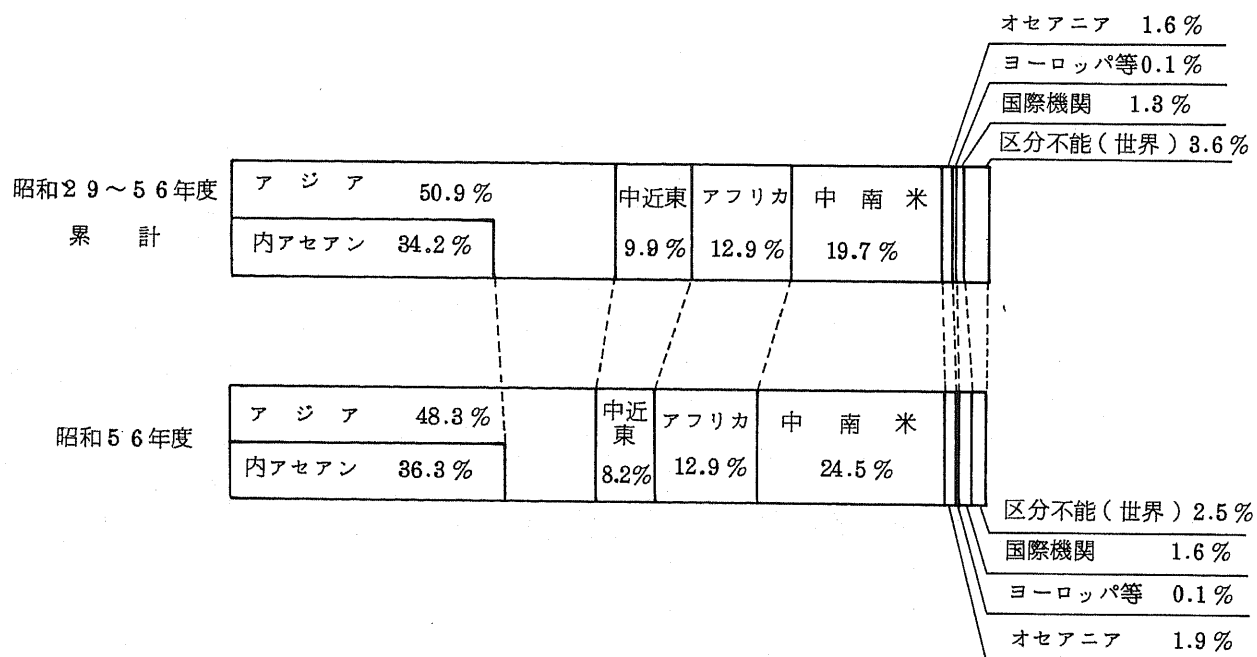 オセアニア 1.6%
ヨーロッパ等0.1%
国際機関 1.3%
区分不能(世界)3.6%
昭和29~56年度
累計
アジア 50.9%
内アセアン 34.2%
中近東
9.9%
アフリカ
12.9%
中南米
19.7%
昭和56年度
アジア 48.3%
内アセアン 36.3%
中近
東
8.2%
アフリカ
12.9%
中南米
24.5%
区分不能(世界)2.5%
国際機関 1.6%
ヨーロッパ等 0.1%
オセアニア 1.9%